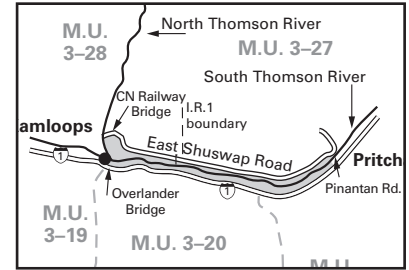 M.U.
3–28
North Thomson River
M.U. 3–27
South Thomson River
CN Railway
Bridge
I.R.1
boundary
amloops
East Shuswap Road
Pritch
1
Pinantan Rd.
Overlander
Bridge
1
M.U.
3–19
M.U. 3–20
M.U.